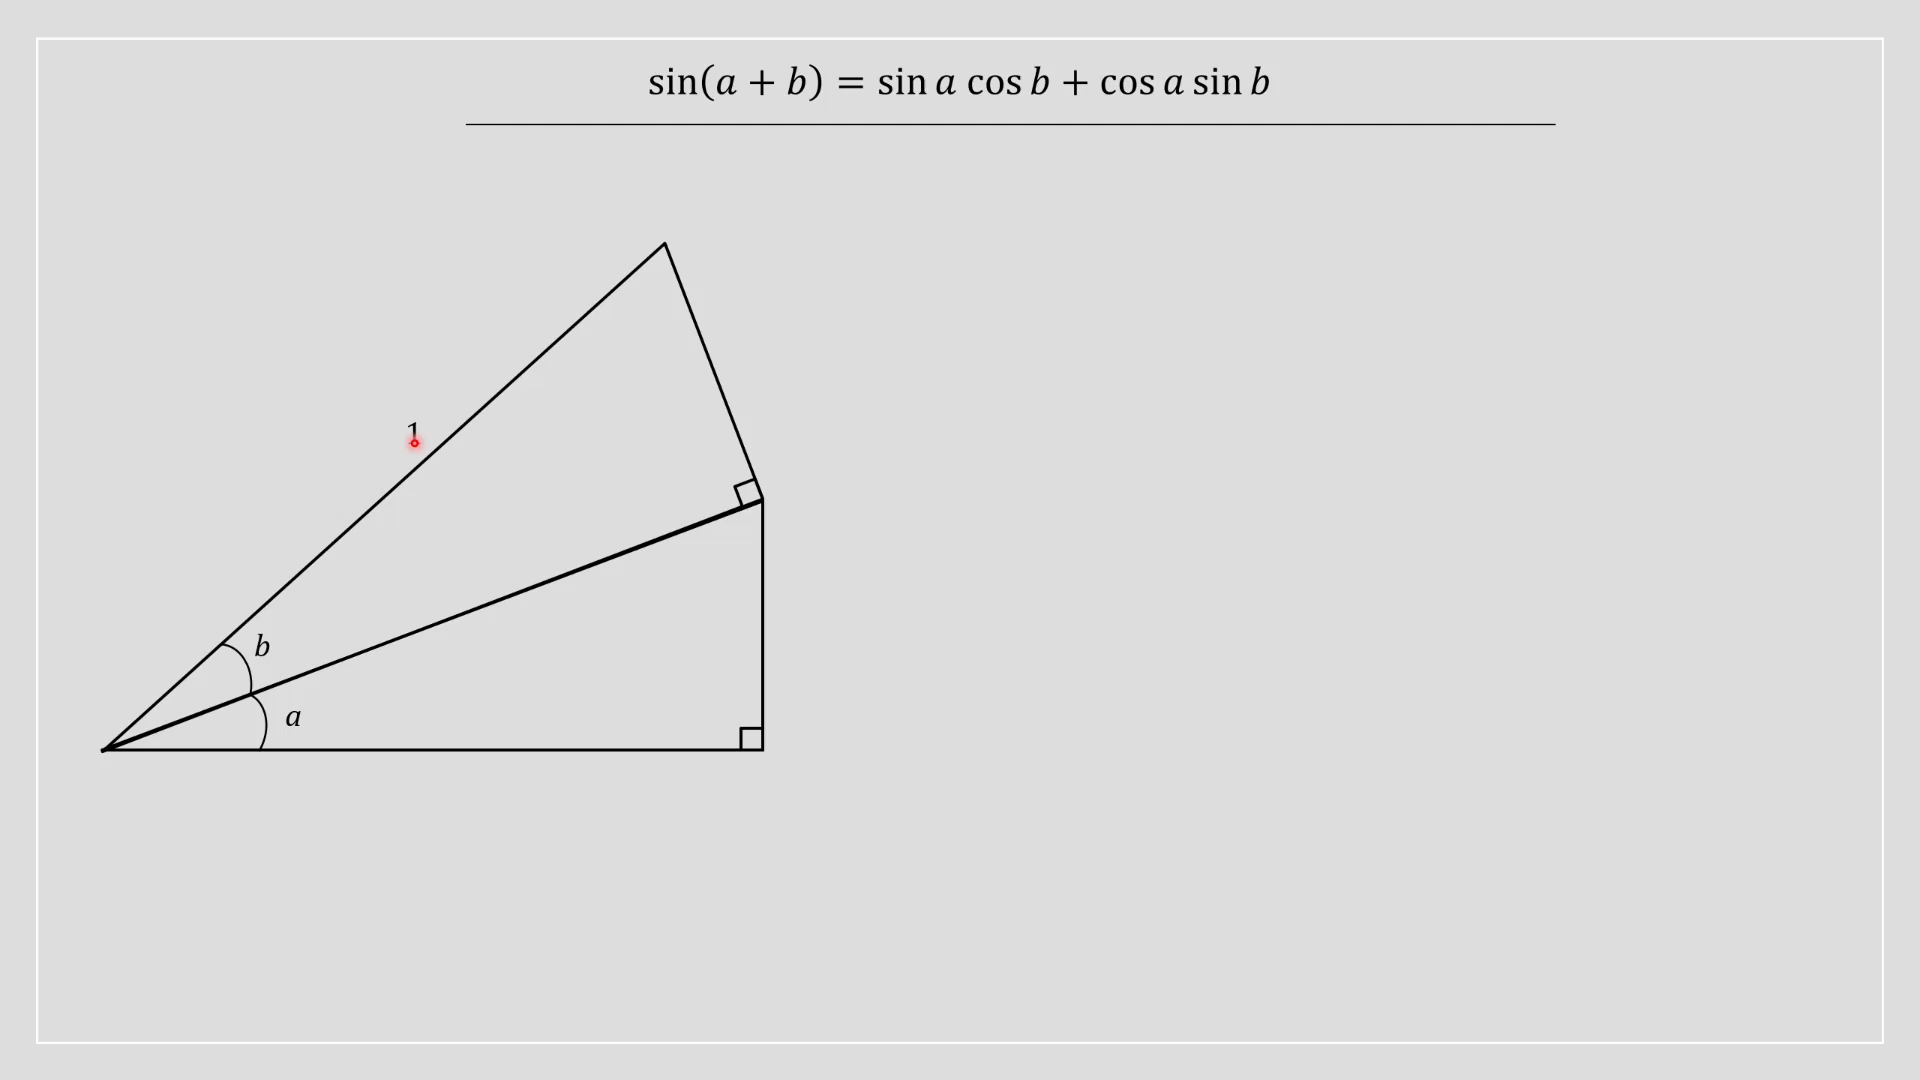 sin(a + b) = sin a cos b + cos a sin b
1
b
a